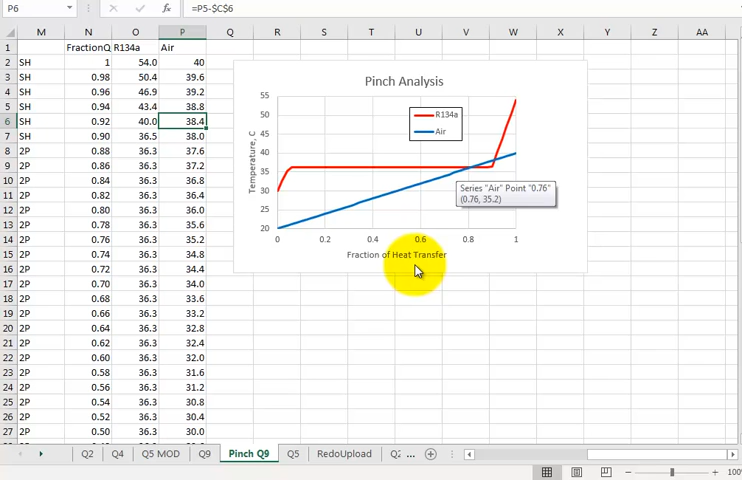 P6 =P5-$C$6
M N O P Q R S T U V W X Y Z AA
1 FractionQ R134a Air
2 SH 1 54.0 40
3 SH 0.98 50.4 39.6
4 SH 0.96 46.9 39.2
5 SH 0.94 43.4 38.8
6 SH 0.92 40.0 38.4
7 SH 0.90 36.5 38.0
8 2P 0.88 36.3 37.6
9 2P 0.86 36.3 37.2
10 2P 0.84 36.3 36.8
11 2P 0.82 36.3 36.4
12 2P 0.80 36.3 36.0
13 2P 0.78 36.3 35.6
14 2P 0.76 36.3 35.2
15 2P 0.74 36.3 34.8
16 2P 0.72 36.3 34.4
17 2P 0.70 36.3 34.0
18 2P 0.68 36.3 33.6
19 2P 0.66 36.3 33.2
20 2P 0.64 36.3 32.8
21 2P 0.62 36.3 32.4
22 2P 0.60 36.3 32.0
23 2P 0.58 36.3 31.6
24 2P 0.56 36.3 31.2
25 2P 0.54 36.3 30.8
26 2P 0.52 36.3 30.4
27 2P 0.50 36.3 30.0
Pinch Analysis
55
50
45
40
35
30
25
20
Temperature, C
R134a
Air
Series "Air" Point "0.76"
(0.76, 35.2)
0 0.2 0.4 0.6 0.8 1
Fraction of Heat Transfer
Q2 Q4 Q5 MOD Q9 Pinch Q9 Q5 RedoUpload Q2 ...
100